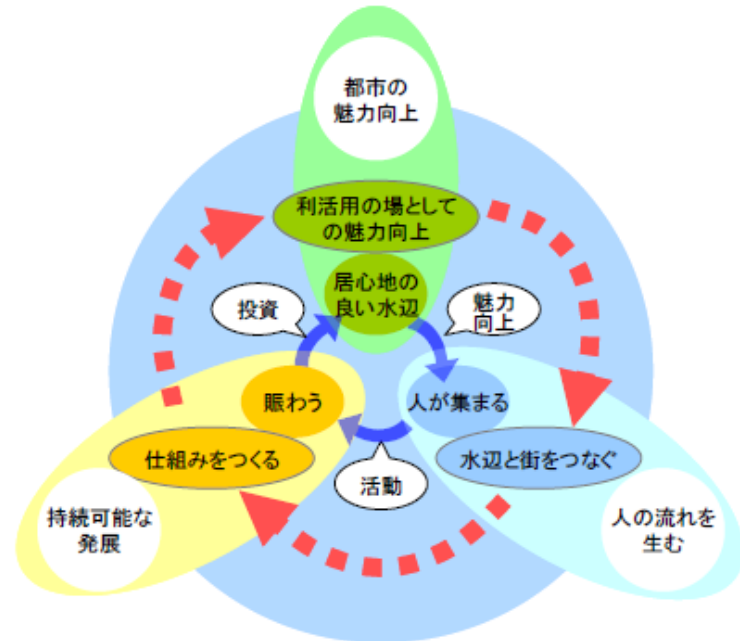 都市の
魅力向上
利活用の場として
の魅力向上
居心地の
良い水辺
投資
魅力
向上
賑わう
人が集まる
仕組みをつくる
水辺と街をつなぐ
活動
持続可能な
発展
人の流れを
生む